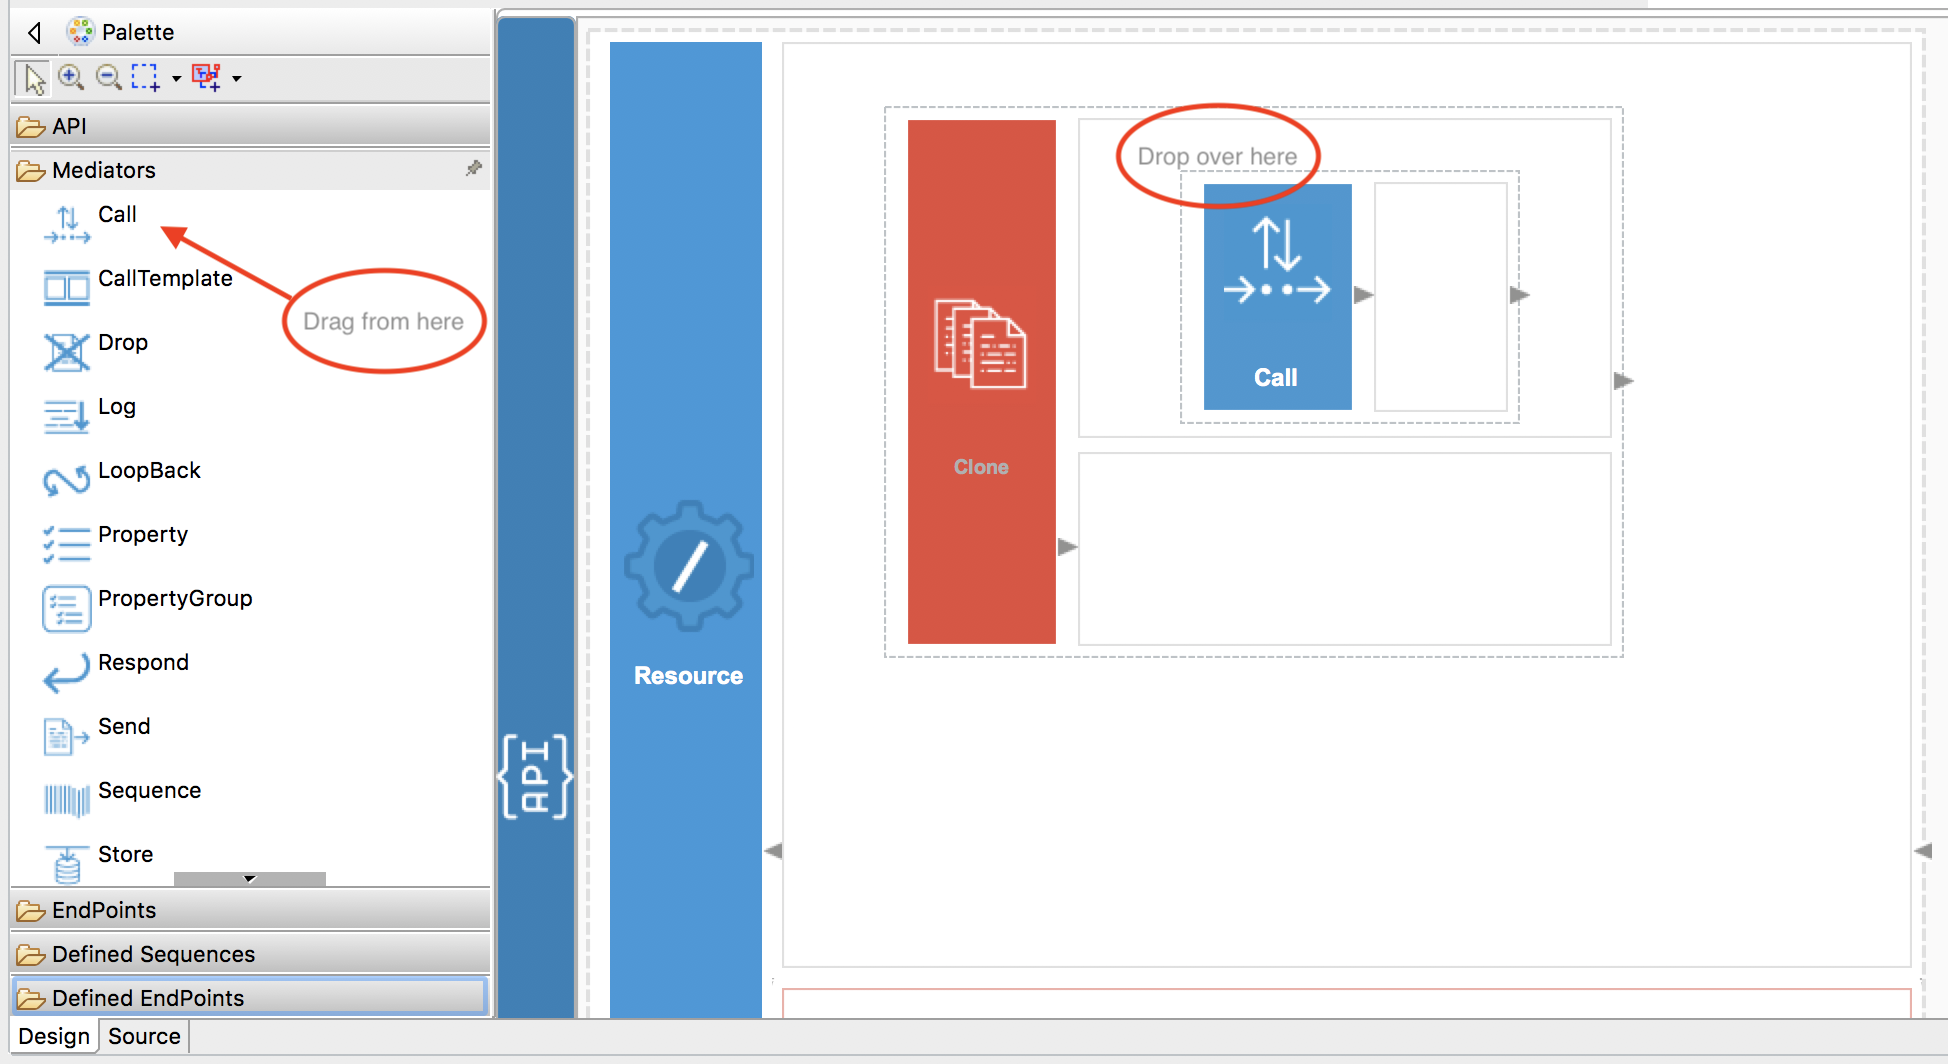 Palette
API
Mediators
Call
CallTemplate
Drop
Log
LoopBack
Property
PropertyGroup
Respond
Send
Sequence
Store
EndPoints
Defined Sequences
Defined EndPoints
Design
Source
Drag from here
API
Resource
Clone
Drop over here
Call